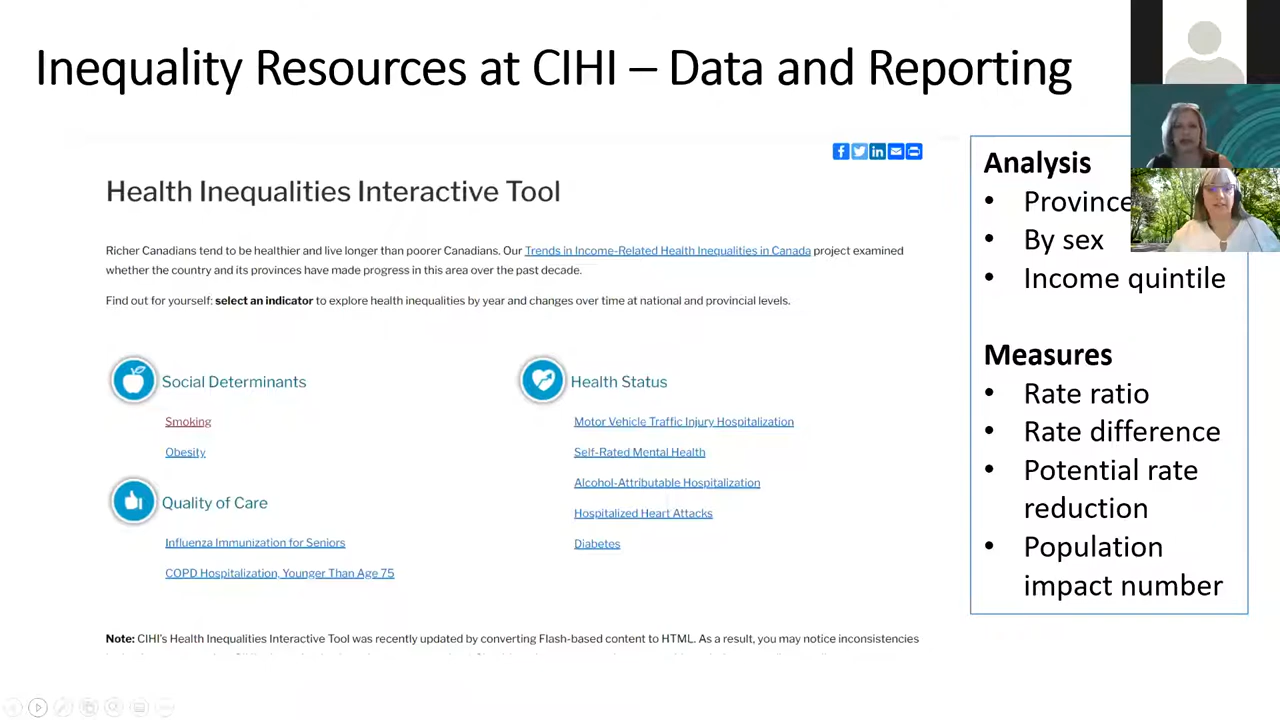 Inequality Resources at CIHI – Data and Reporting
Health Inequalities Interactive Tool
Richer Canadians tend to be healthier and live longer than poorer Canadians. Our Trends in Income-Related Health Inequalities in Canada project examined
whether the country and its provinces have made progress in this area over the past decade.
Find out for yourself: select an indicator to explore health inequalities by year and changes over time at national and provincial levels.
Social Determinants
Smoking
Obesity
Quality of Care
Influenza Immunization for Seniors
COPD Hospitalization, Younger Than Age 75
Health Status
Motor Vehicle Traffic Injury Hospitalization
Self-Rated Mental Health
Alcohol-Attributable Hospitalization
Hospitalized Heart Attacks
Diabetes
Note: CIHI's Health Inequalities Interactive Tool was recently updated by converting Flash-based content to HTML. As a result, you may notice inconsistencies
Analysis
• Province
• By sex
• Income quintile
Measures
• Rate ratio
• Rate difference
• Potential rate
reduction
• Population
impact number